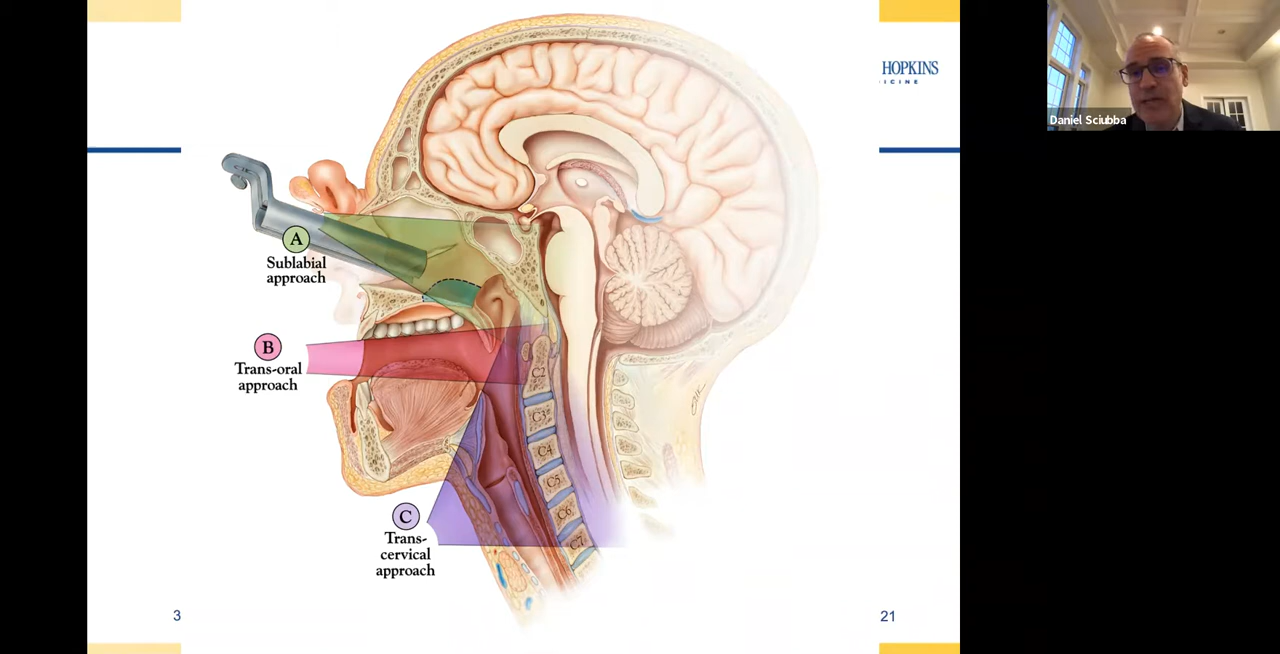 HOPKINS
ICINE
Daniel Sciubba
A
Sublabial
approach
B
Trans-oral
approach
C2
C3
C4
C5
C6
C7
C
Trans-
cervical
approach
3
21